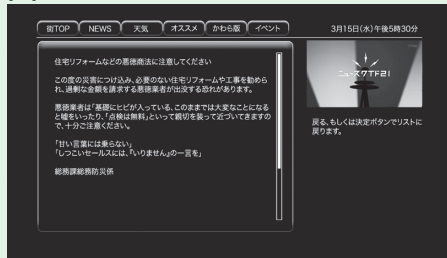 街TOP NEWS 天気 オススメ かわら版 イベント 3月15日(水)午後5時30分
住宅リフォームなどの悪徳商法に注意してください
この度の災害につけ込み、必要のない住宅リフォームや工事を勧めら
れ、過剰な金額を請求する悪徳業者が出没する恐れがあります。
悪徳業者は「基礎にヒビが入っている、このままでは大変なことになる
と嘘をいったり、「点検は無料」といって親切を装って近づいてきますの
で、十分ご注意ください。
「甘い言葉には乗らない」
「しつこいセールスには、『いりません』の一言を」
総務課総務防災係
ニュースワイド21
戻る、もしくは決定ボタンでリストに
戻ります。